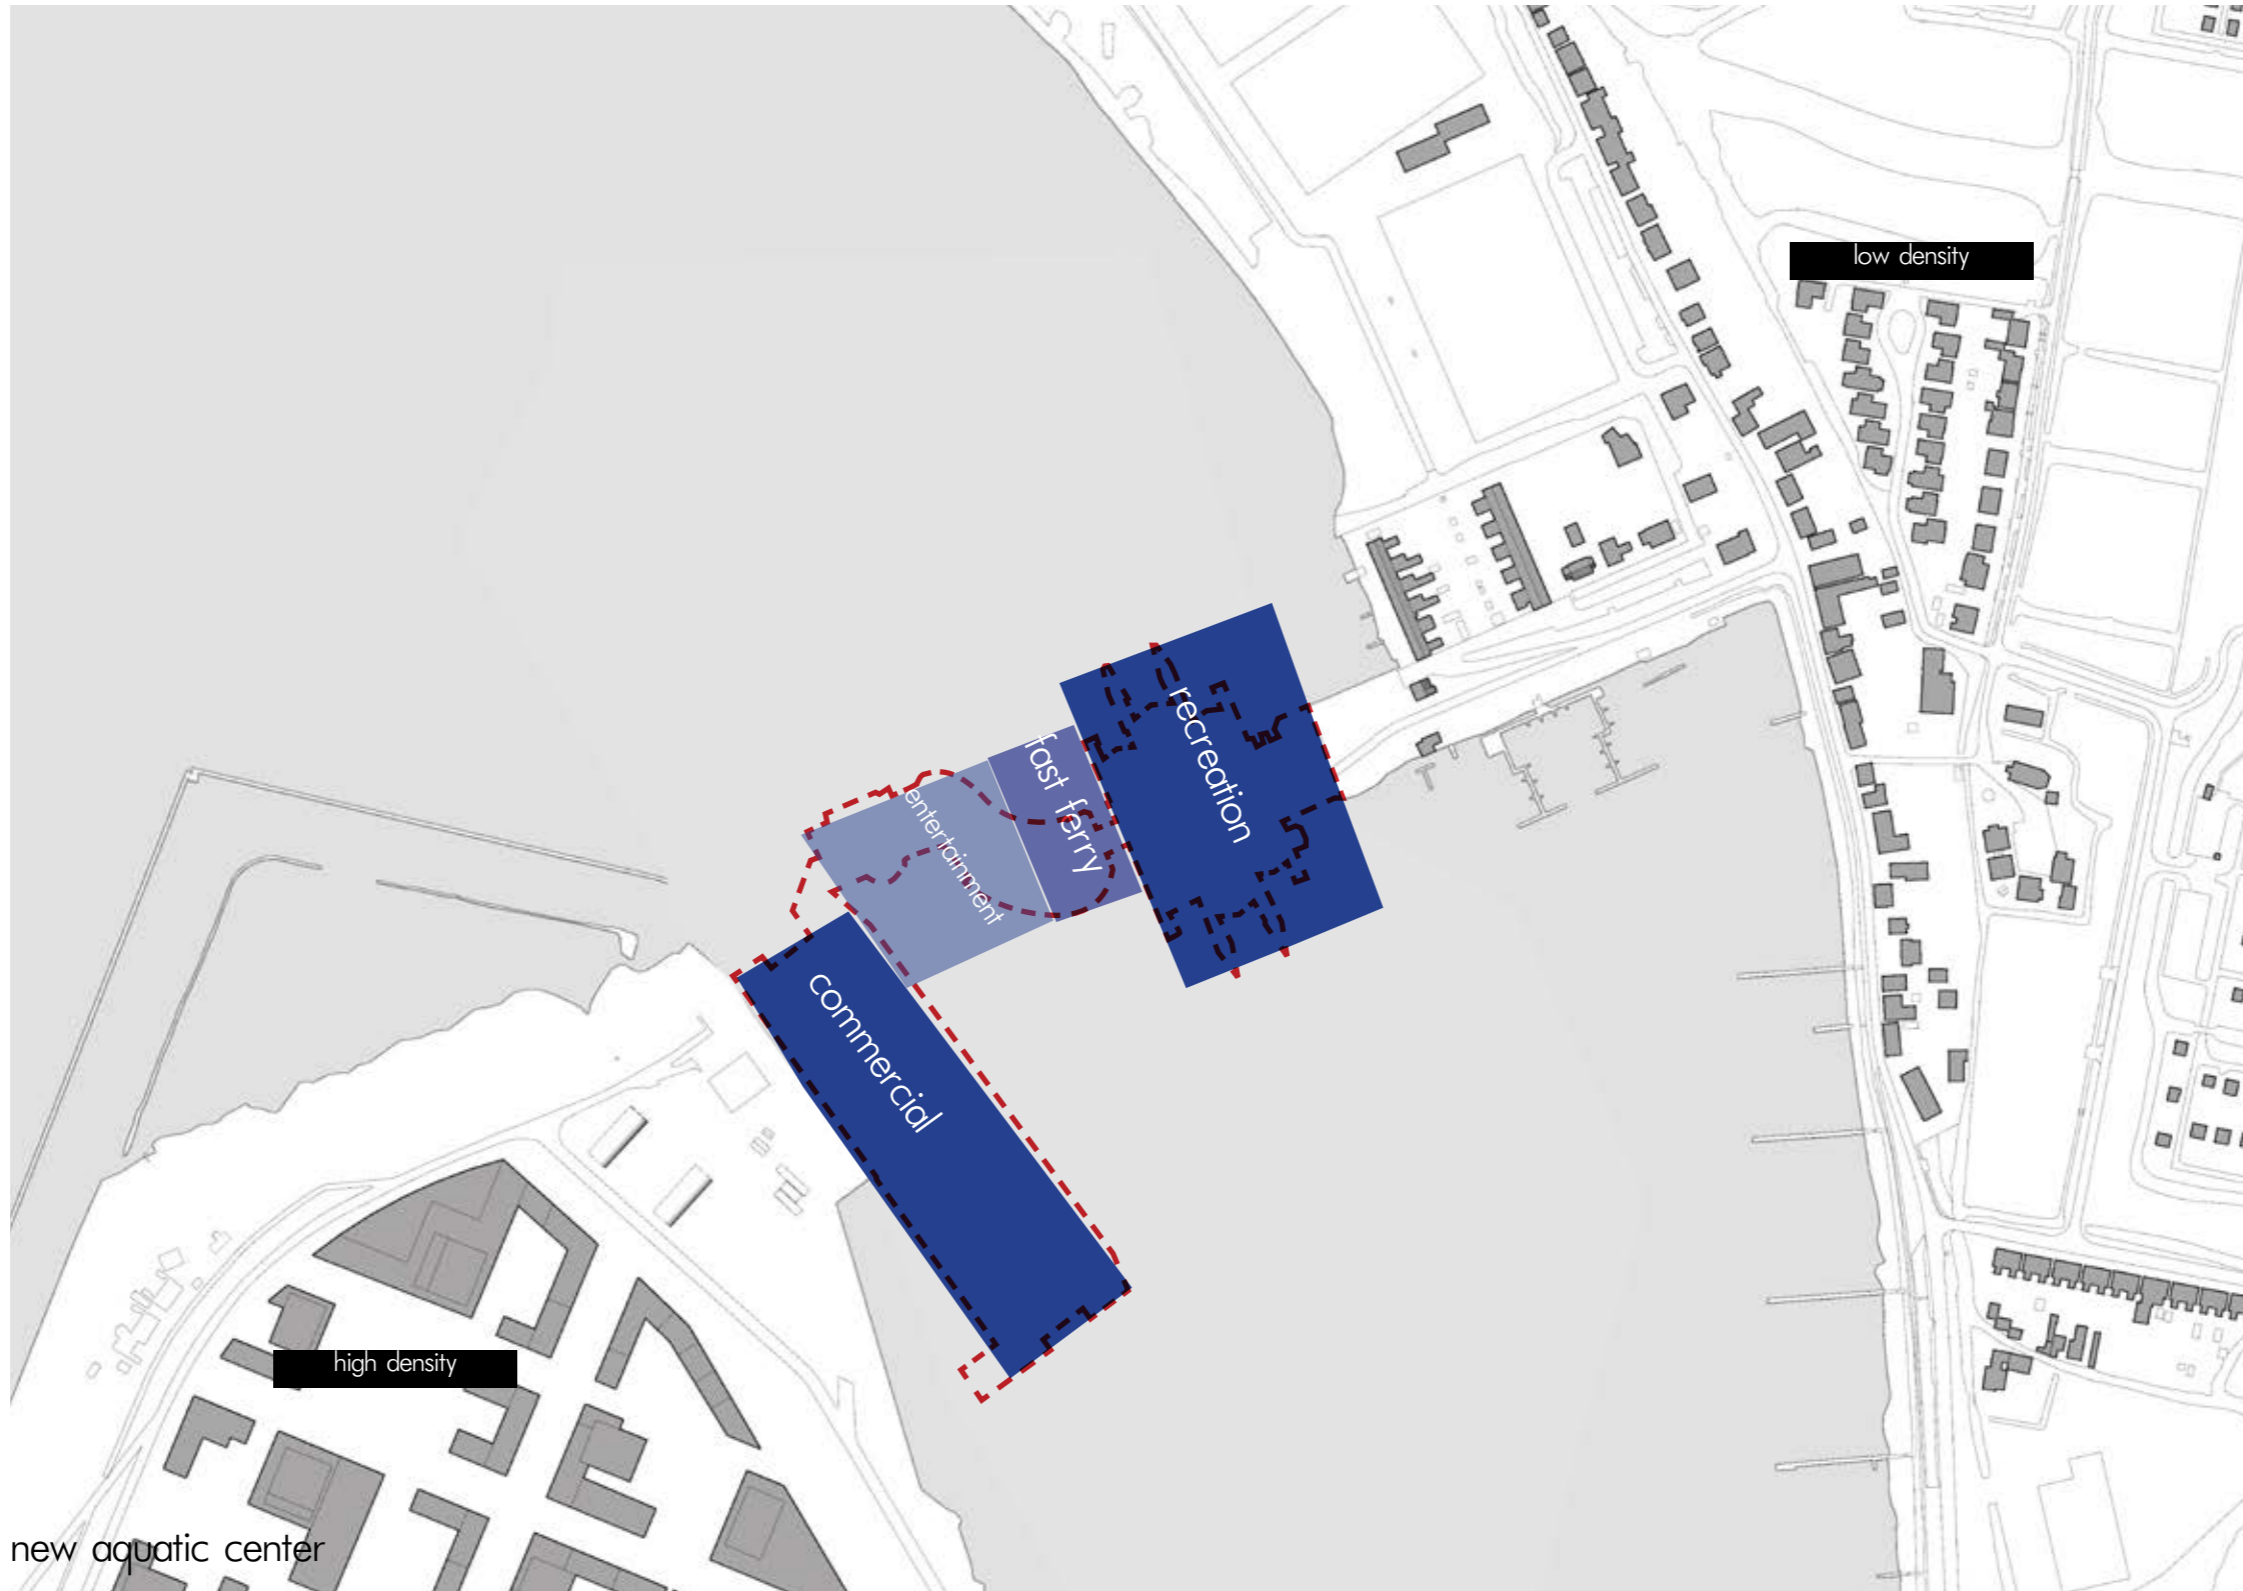 low density
recreation
fast ferry
entertainment
commercial
high density
new aquatic center